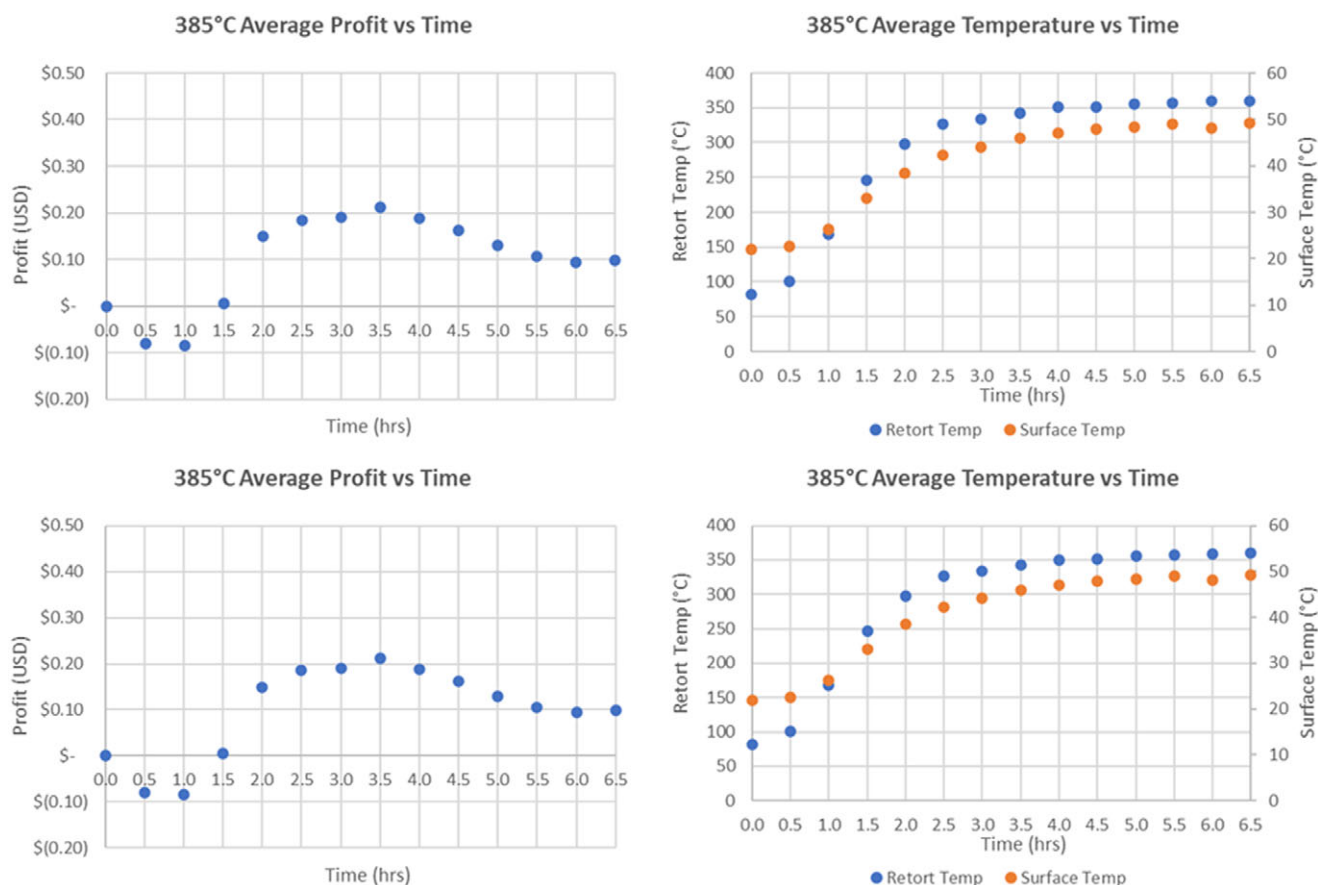 385°C Average Profit vs Time
$0.50
$0.40
$0.30
$0.20
$0.10
$-
$(0.10)
$(0.20)
Profit (USD)
0.0 0.5 1.0 1.5 2.0 2.5 3.0 3.5 4.0 4.5 5.0 5.5 6.0 6.5
Time (hrs)
385°C Average Temperature vs Time
400
350
300
250
200
150
100
50
0
Retort Temp (°C)
60
50
40
30
20
10
0
Surface Temp (°C)
0.0 0.5 1.0 1.5 2.0 2.5 3.0 3.5 4.0 4.5 5.0 5.5 6.0 6.5
Time (hrs)
Retort Temp Surface Temp
385°C Average Profit vs Time
$0.50
$0.40
$0.30
$0.20
$0.10
$-
$(0.10)
$(0.20)
Profit (USD)
0.0 0.5 1.0 1.5 2.0 2.5 3.0 3.5 4.0 4.5 5.0 5.5 6.0 6.5
Time (hrs)
385°C Average Temperature vs Time
400
350
300
250
200
150
100
50
0
Retort Temp (°C)
60
50
40
30
20
10
0
Surface Temp (°C)
0.0 0.5 1.0 1.5 2.0 2.5 3.0 3.5 4.0 4.5 5.0 5.5 6.0 6.5
Time (hrs)
Retort Temp Surface Temp